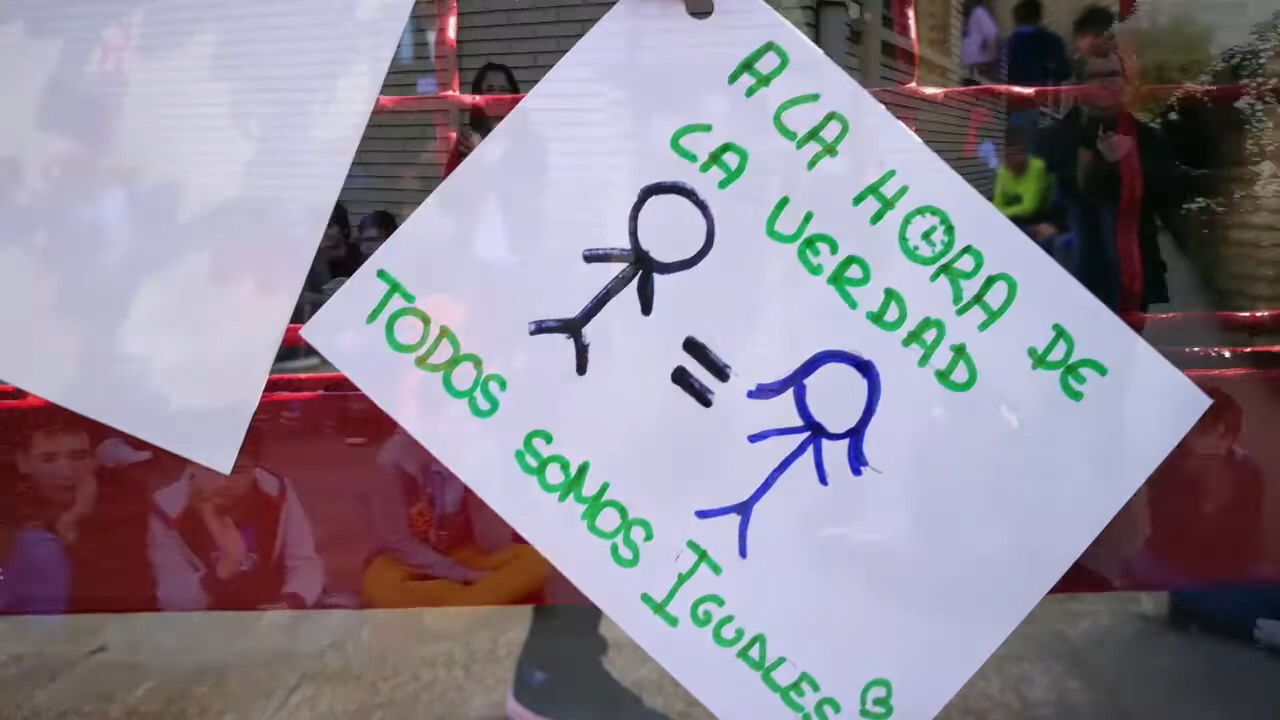 A LA HORA DE
LA VERDAD
=
TODOS SOMOS IGUALES